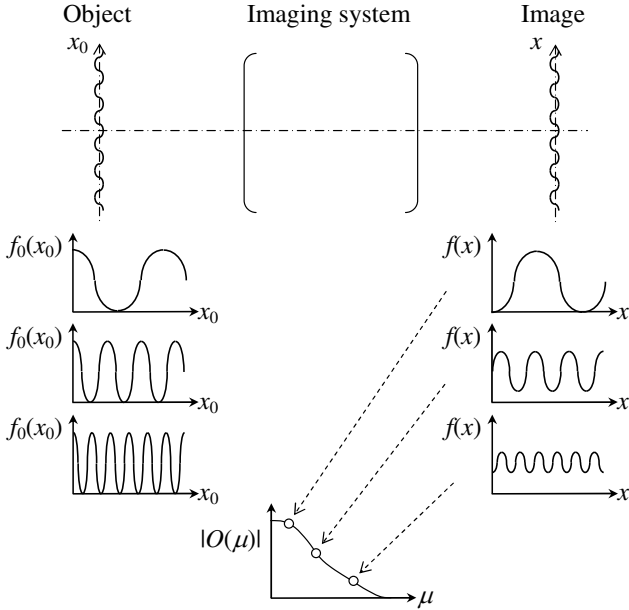 Object Imaging system Image
x₀ x
f₀(x₀) f(x)
x₀ x
f₀(x₀) f(x)
x₀ x
f₀(x₀) f(x)
x₀ x
|O(μ)|
μ